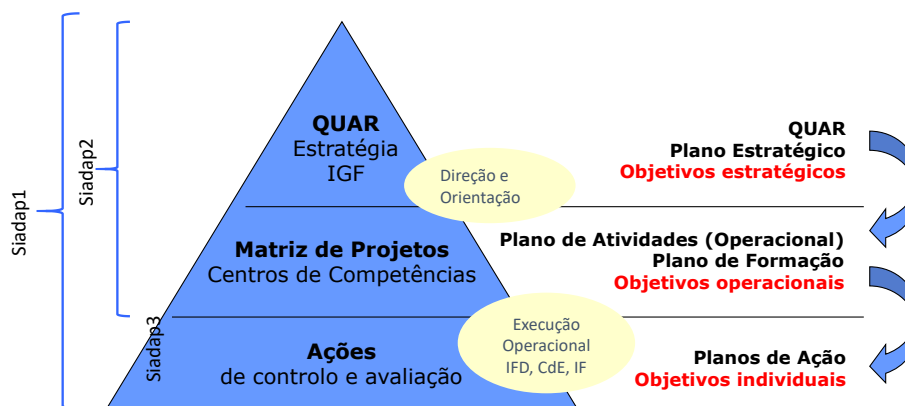 Siadap1
Siadap2
Siadap3
QUAR
Estratégia
IGF
Direção e
Orientação
QUAR
Plano Estratégico
Objetivos estratégicos
Matriz de Projetos
Centros de Competências
Plano de Atividades (Operacional)
Plano de Formação
Objetivos operacionais
Execução
Operacional
IFD, CdE, IF
Ações
de controlo e avaliação
Planos de Ação
Objetivos individuais